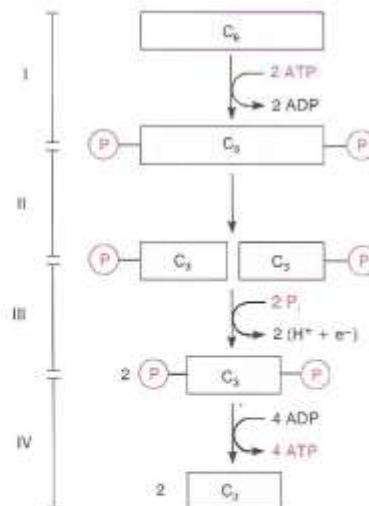 C₆
I
2 ATP
2 ADP
P C₆ P
II
P C₃ C₃ P
2 Pᵢ
III
2 (H⁺ + e⁻)
2 P C₃ P
4 ADP
IV
4 ATP
2 C₃